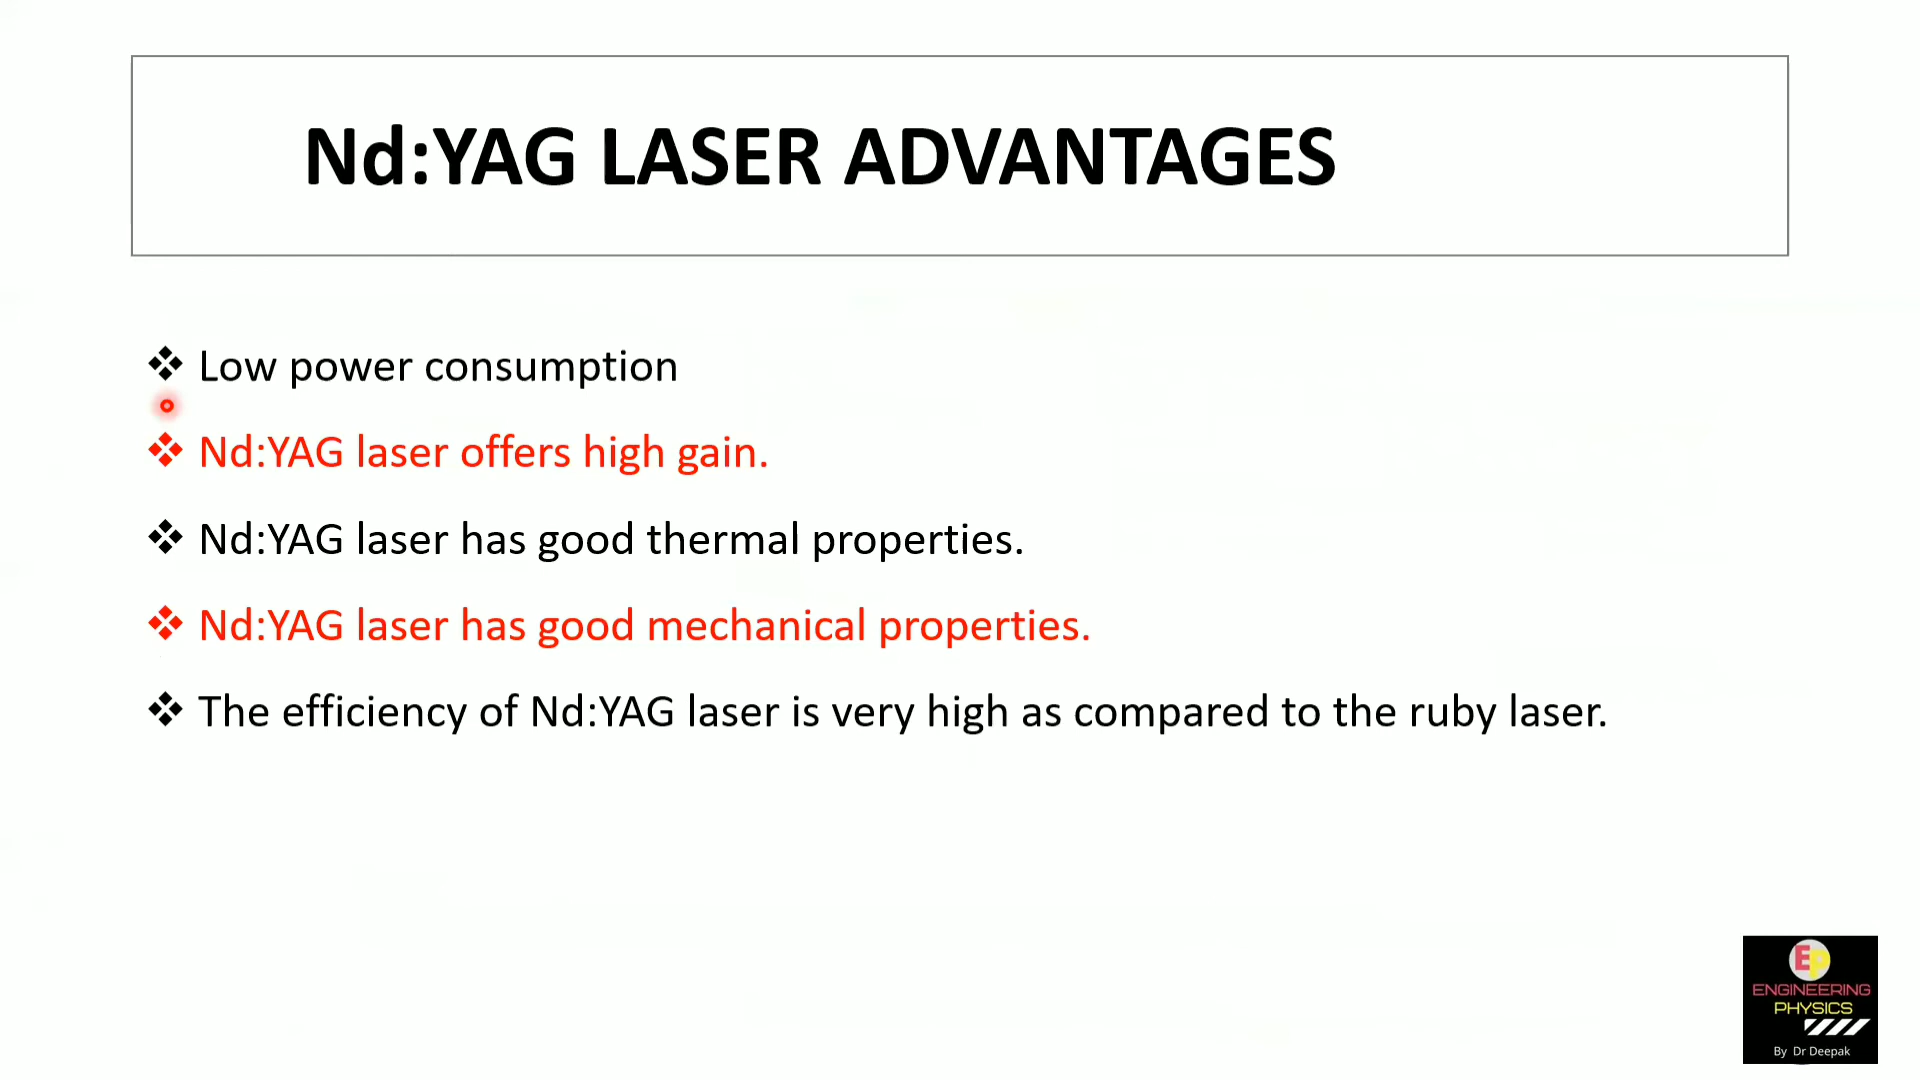 Nd:YAG LASER ADVANTAGES
Low power consumption
Nd:YAG laser offers high gain.
Nd:YAG laser has good thermal properties.
Nd:YAG laser has good mechanical properties.
The efficiency of Nd:YAG laser is very high as compared to the ruby laser.
EP
ENGINEERING
PHYSICS
By Dr Deepak